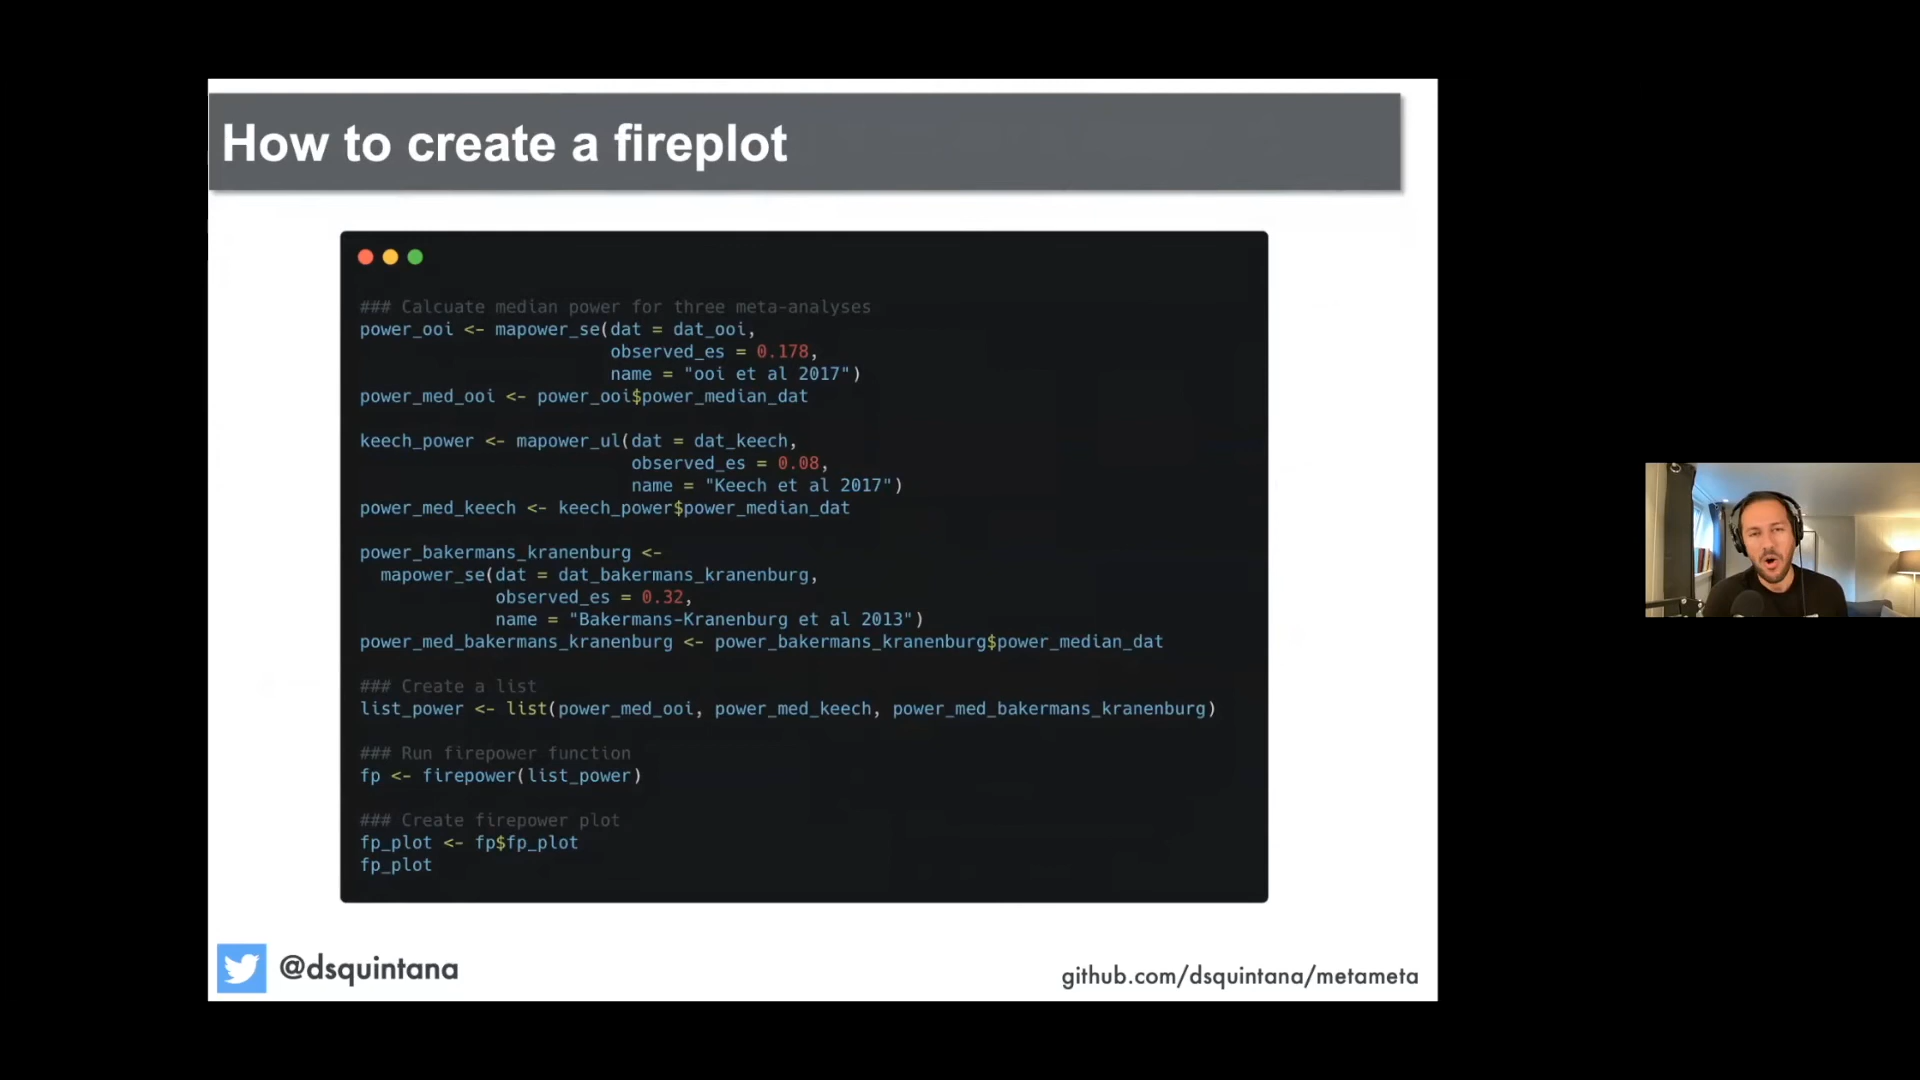 How to create a fireplot
### Calcuate median power for three meta-analyses
power_ooi <- mapower_se(dat = dat_ooi,
observed_es = 0.178,
name = "ooi et al 2017")
power_med_ooi <- power_ooi$power_median_dat
keech_power <- mapower_ul(dat = dat_keech,
observed_es = 0.08,
name = "Keech et al 2017")
power_med_keech <- keech_power$power_median_dat
power_bakermans_kranenburg <-
mapower_se(dat = dat_bakermans_kranenburg,
observed_es = 0.32,
name = "Bakermans-Kranenburg et al 2013")
power_med_bakermans_kranenburg <- power_bakermans_kranenburg$power_median_dat
### Create a list
list_power <- list(power_med_ooi, power_med_keech, power_med_bakermans_kranenburg)
### Run firepower function
fp <- firepower(list_power)
### Create firepower plot
fp_plot <- fp$fp_plot
fp_plot
@dsquintana
github.com/dsquintana/metameta